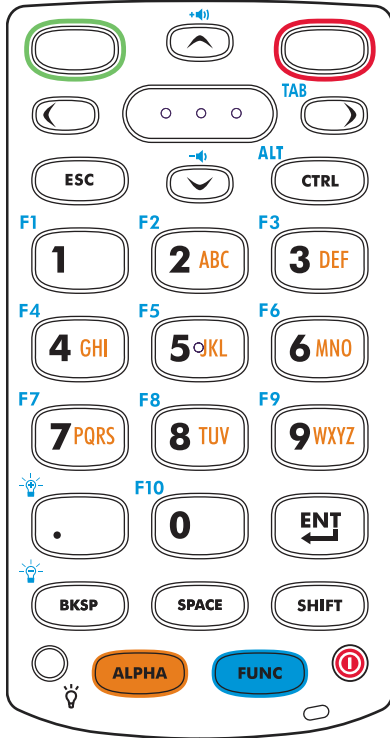 TAB
ESC
ALT
CTRL
F1 F2 F3
1 2 ABC 3 DEF
F4 F5 F6
4 GHI 5 JKL 6 MNO
F7 F8 F9
7 PQRS 8 TUV 9 WXYZ
F10
. 0 ENT
BKSP SPACE SHIFT
ALPHA FUNC